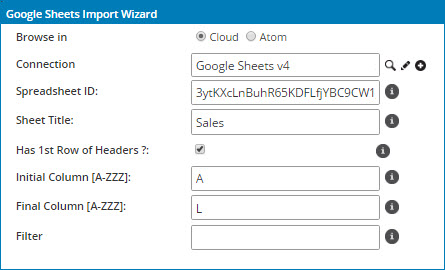 Google Sheets Import Wizard
Browse in Cloud Atom
Connection Google Sheets v4
Spreadsheet ID: 3ytKXcLnBuhR65KDFLfjYBC9CW1
Sheet Title: Sales
Has 1st Row of Headers ?:
Initial Column [A-ZZZ]: A
Final Column [A-ZZZ]: L
Filter